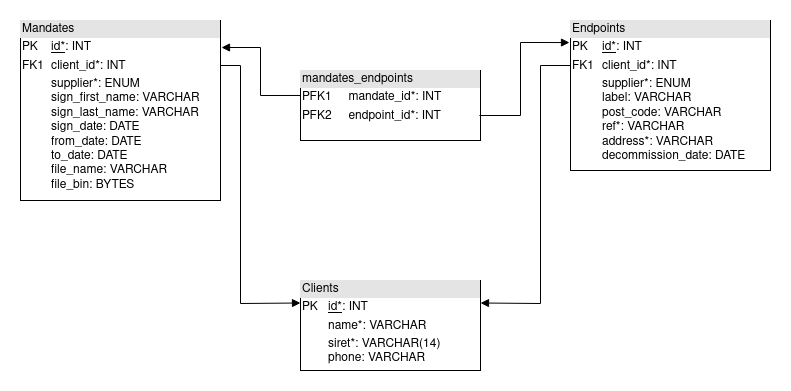 Mandates
PK id*: INT
FK1 client_id*: INT
supplier*: ENUM
sign_first_name: VARCHAR
sign_last_name: VARCHAR
sign_date: DATE
from_date: DATE
to_date: DATE
file_name: VARCHAR
file_bin: BYTES
mandates_endpoints
PFK1 mandate_id*: INT
PFK2 endpoint_id*: INT
Endpoints
PK id*: INT
FK1 client_id*: INT
supplier*: ENUM
label: VARCHAR
post_code: VARCHAR
ref*: VARCHAR
address*: VARCHAR
decommission_date: DATE
Clients
PK id*: INT
name*: VARCHAR
siret*: VARCHAR(14)
phone: VARCHAR